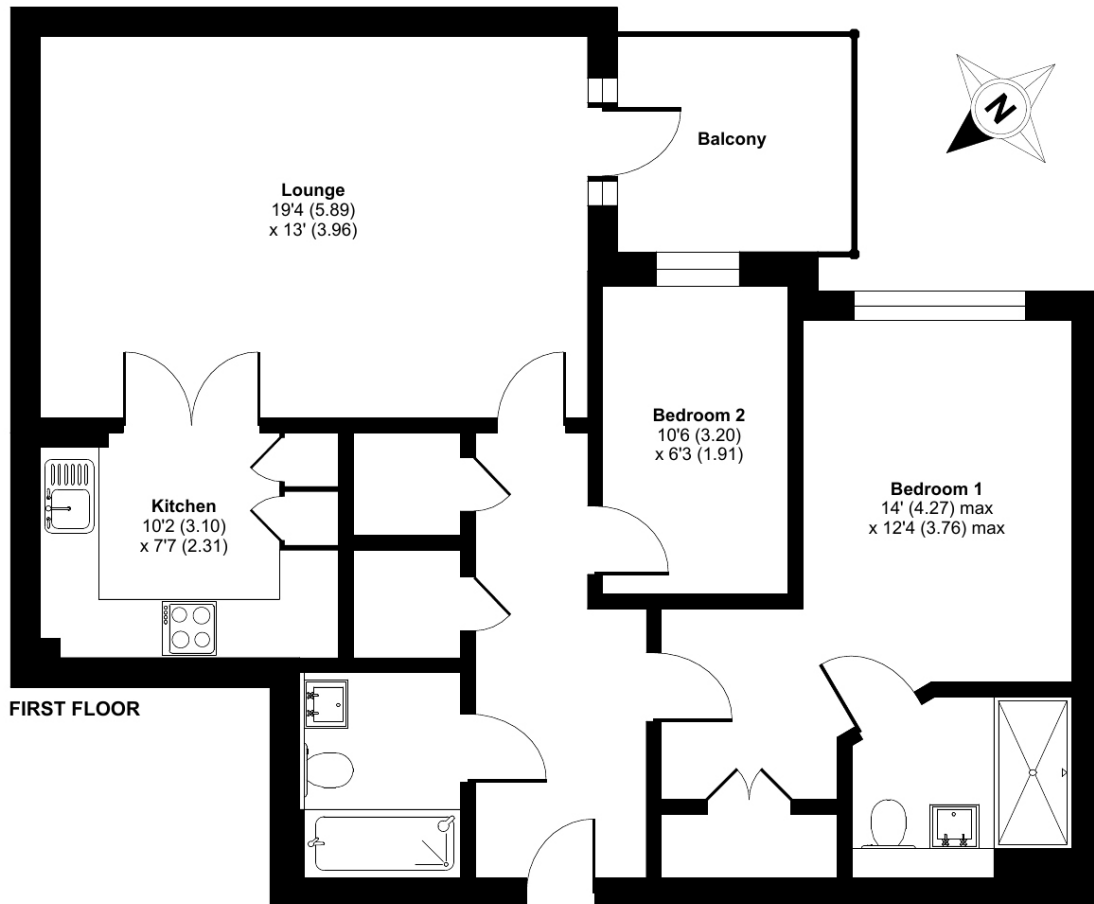 Lounge
19'4 (5.89)
x 13' (3.96)
Balcony
N
Bedroom 2
10'6 (3.20)
x 6'3 (1.91)
Bedroom 1
14' (4.27) max
x 12'4 (3.76) max
Kitchen
10'2 (3.10)
x 7'7 (2.31)
FIRST FLOOR